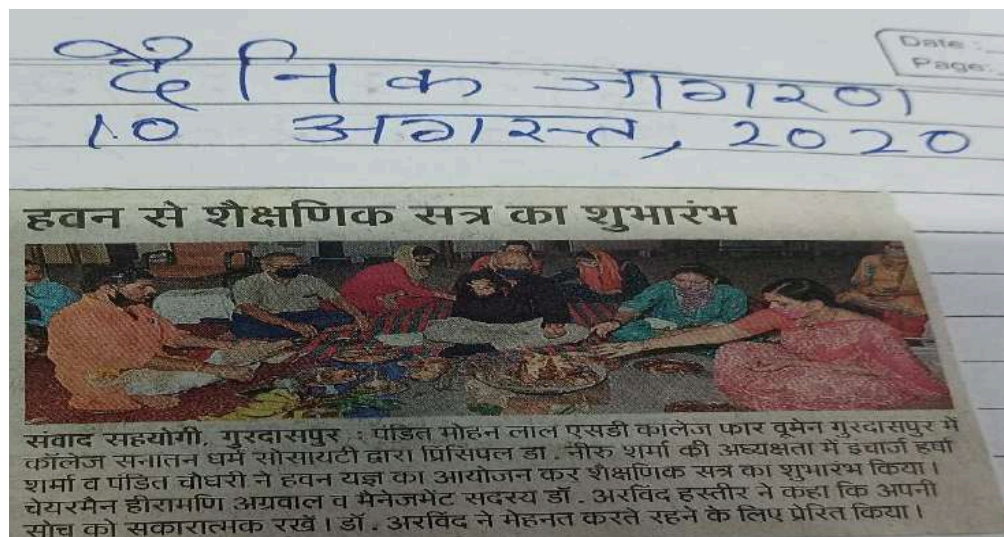 Date :
Page:
दैनिक जागरण
10 अगस्त, 2020
हवन से शैक्षणिक सत्र का शुभारंभ
संवाद सहयोगी, गुरदासपुर : पंडित मोहन लाल एसडी कालेज फार वूमेन गुरदासपुर में
कॉलेज सनातन धर्म सोसायटी द्वारा प्रिंसिपल डा . नीरु शर्मा की अध्यक्षता में इंचार्ज हर्षा
शर्मा व पंडित चौधरी ने हवन यज्ञ का आयोजन कर शैक्षणिक सत्र का शुभारंभ किया ।
चेयरमैन हीरामणि अग्रवाल व मैनेजमेंट सदस्य डॉ . अरविंद हस्तीर ने कहा कि अपनी
सोच को सकारात्मक रखें । डॉ . अरविंद ने मेहनत करते रहने के लिए प्रेरित किया ।